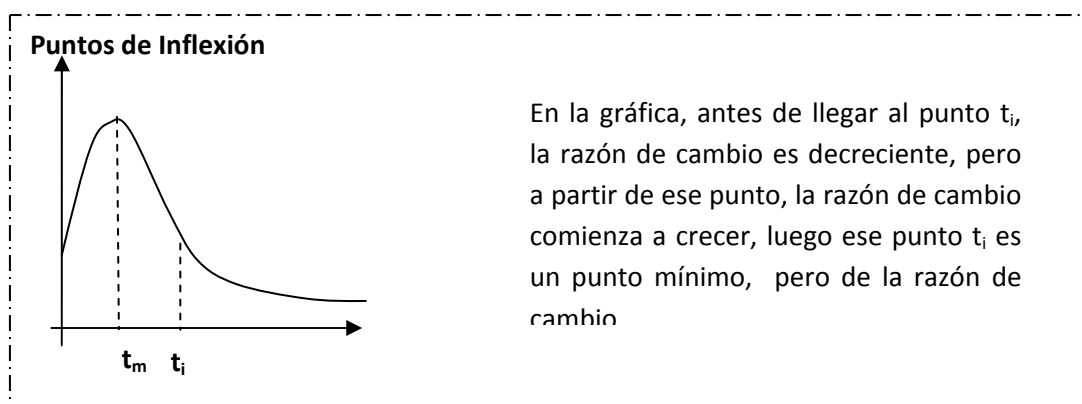 Puntos de Inflexión
En la gráfica, antes de llegar al punto tᵢ,
la razón de cambio es decreciente, pero
a partir de ese punto, la razón de cambio
comienza a crecer, luego ese punto tᵢ es
un punto mínimo, pero de la razón de
cambio
tₘ tᵢ